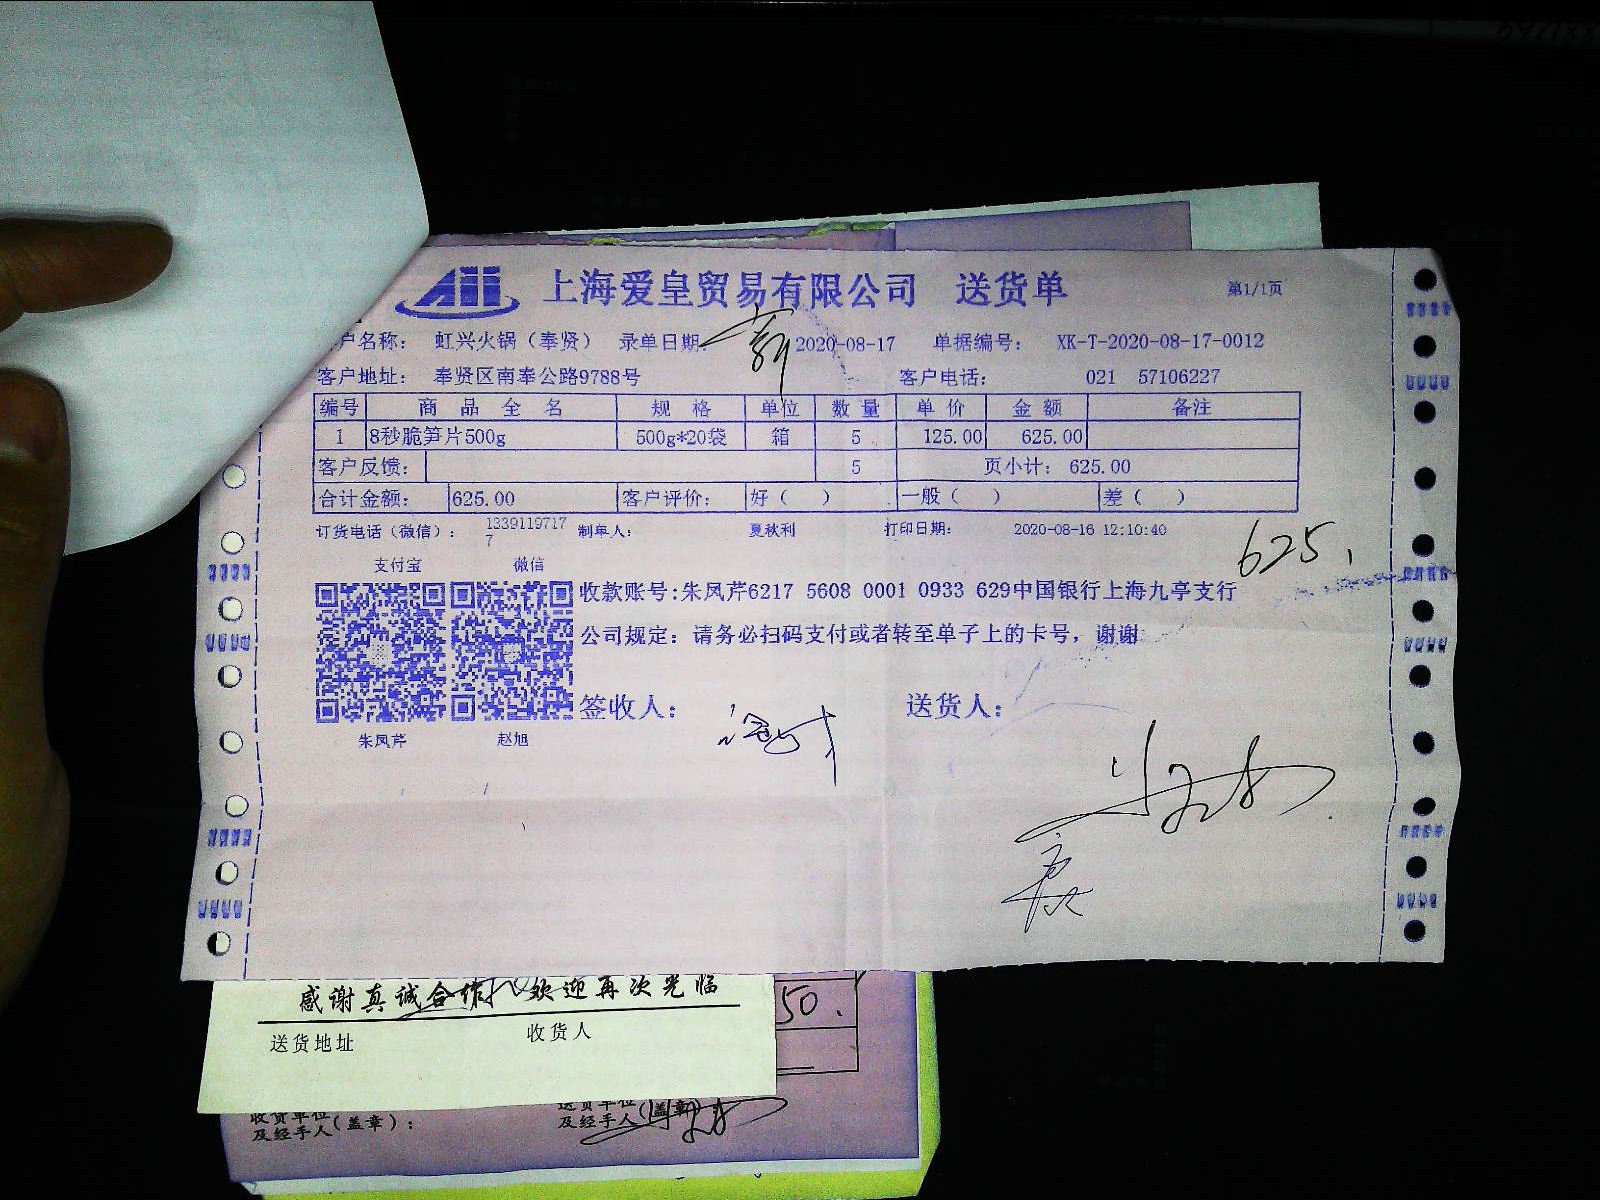 上海爱皇贸易有限公司 送货单 第1/1页
户名称: 虹兴火锅(奉贤) 录单日期: 2020-08-17 单据编号: XK-T-2020-08-17-0012
客户地址: 奉贤区南奉公路9788号 客户电话: 021 57106227
编号 商品全名 规格 单位 数量 单价 金额 备注
1 8秒脆笋片500g 500g*20袋 箱 5 125.00 625.00
客户反馈: 5 页小计: 625.00
合计金额: 625.00 客户评价: 好( ) 一般( ) 差( )
订货电话(微信): 1339119717
7 制单人: 夏秋利 打印日期: 2020-08-16 12:10:40
625.
支付宝 微信
收款账号:朱凤芹6217 5608 0001 0933 629中国银行上海九亭支行
公司规定: 请务必扫码支付或者转至单子上的卡号, 谢谢
签收人: 送货人:
朱凤芹 赵旭
感谢真诚合作 欢迎再次光临
50.
送货地址 收货人
收货单位 送货单位
及经手人(盖章): 及经手人(盖章)